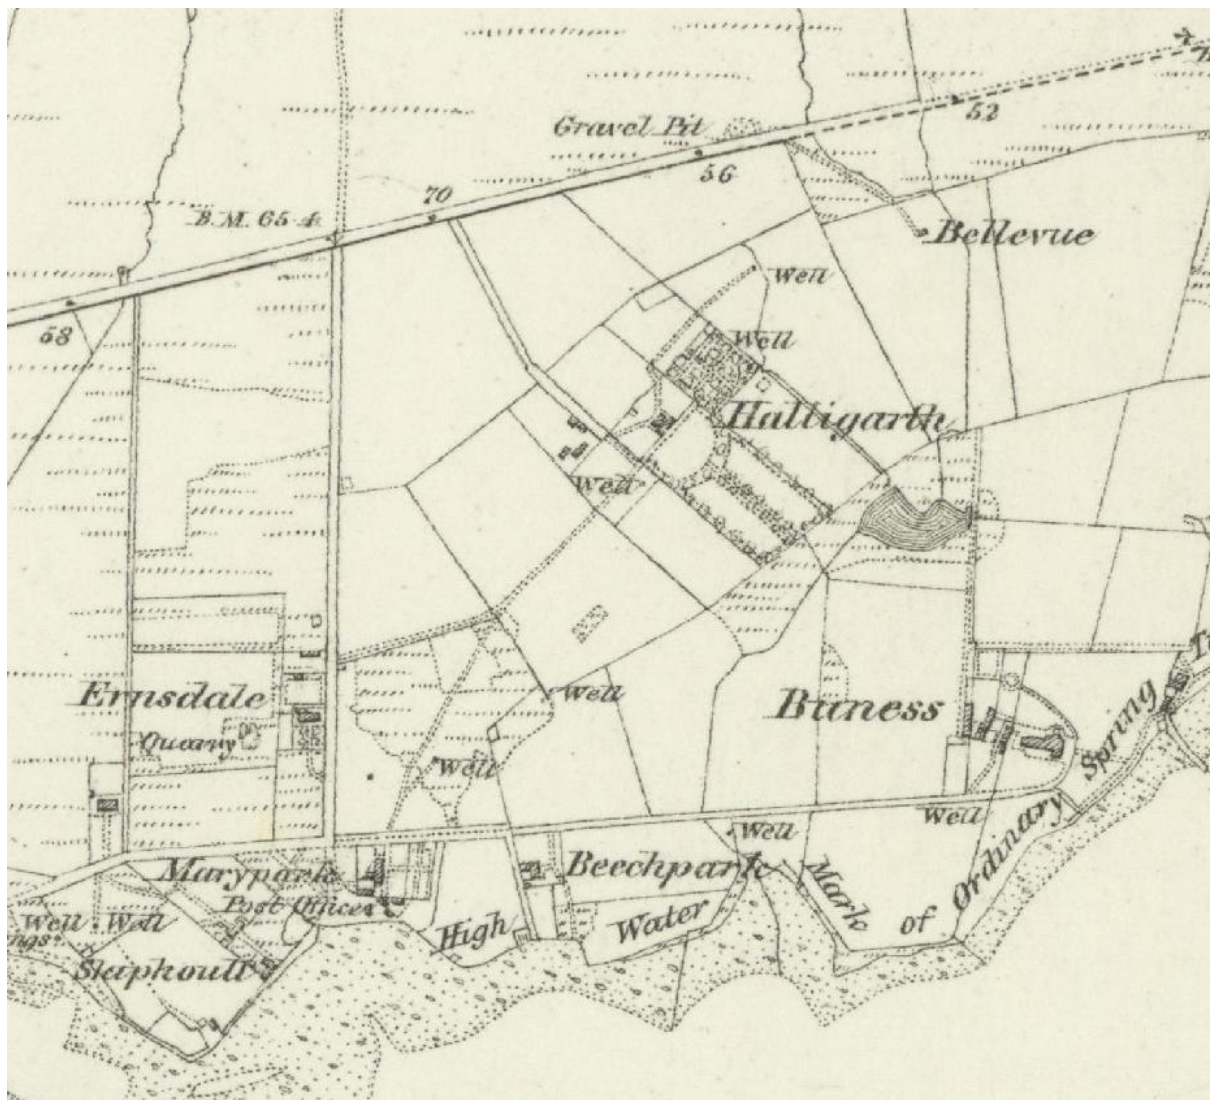 52
Gravel Pit
56
70
B.M. 65·4
Bellevue
Well
58
Well
Halligarth
Well
Ernsdale
Well
Buness
Quarry
Well
Spring
Well
Well
Ordinary
Marypark
Beechpark
Mark
Post Office
High
Water
of
Well
Well